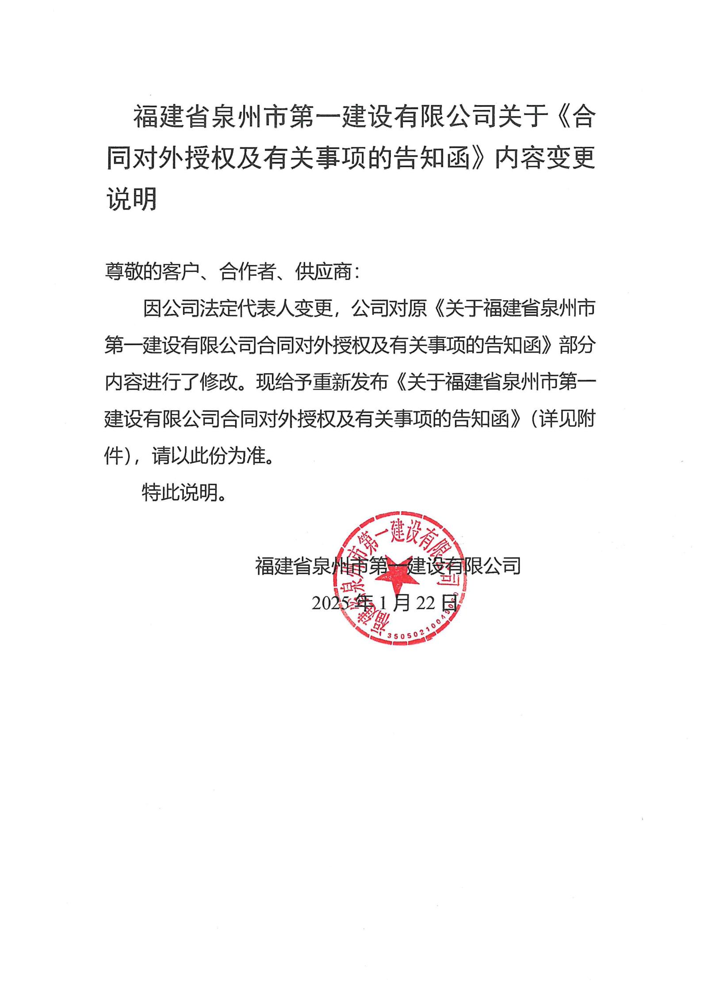 福建省泉州市第一建设有限公司关于《合
同对外授权及有关事项的告知函》内容变更
说明
尊敬的客户、合作者、供应商：
因公司法定代表人变更，公司对原《关于福建省泉州市
第一建设有限公司合同对外授权及有关事项的告知函》部分
内容进行了修改。现给予重新发布《关于福建省泉州市第一
建设有限公司合同对外授权及有关事项的告知函》（详见附
件），请以此份为准。
特此说明。
福建省泉州市第一建设有限公司
2025年1月22日
福建省泉州市第一建设有限公司
35050210049060